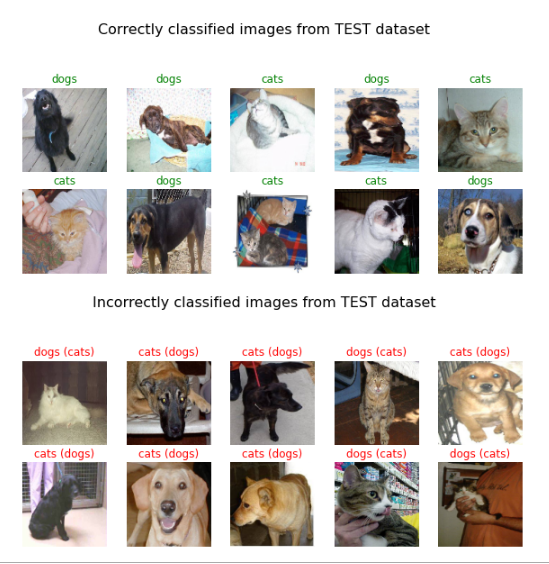 Correctly classified images from TEST dataset
dogs dogs cats dogs cats
cats dogs cats cats dogs
Incorrectly classified images from TEST dataset
dogs (cats) cats (dogs) cats (dogs) dogs (cats) cats (dogs)
cats (dogs) cats (dogs) cats (dogs) dogs (cats) dogs (cats)